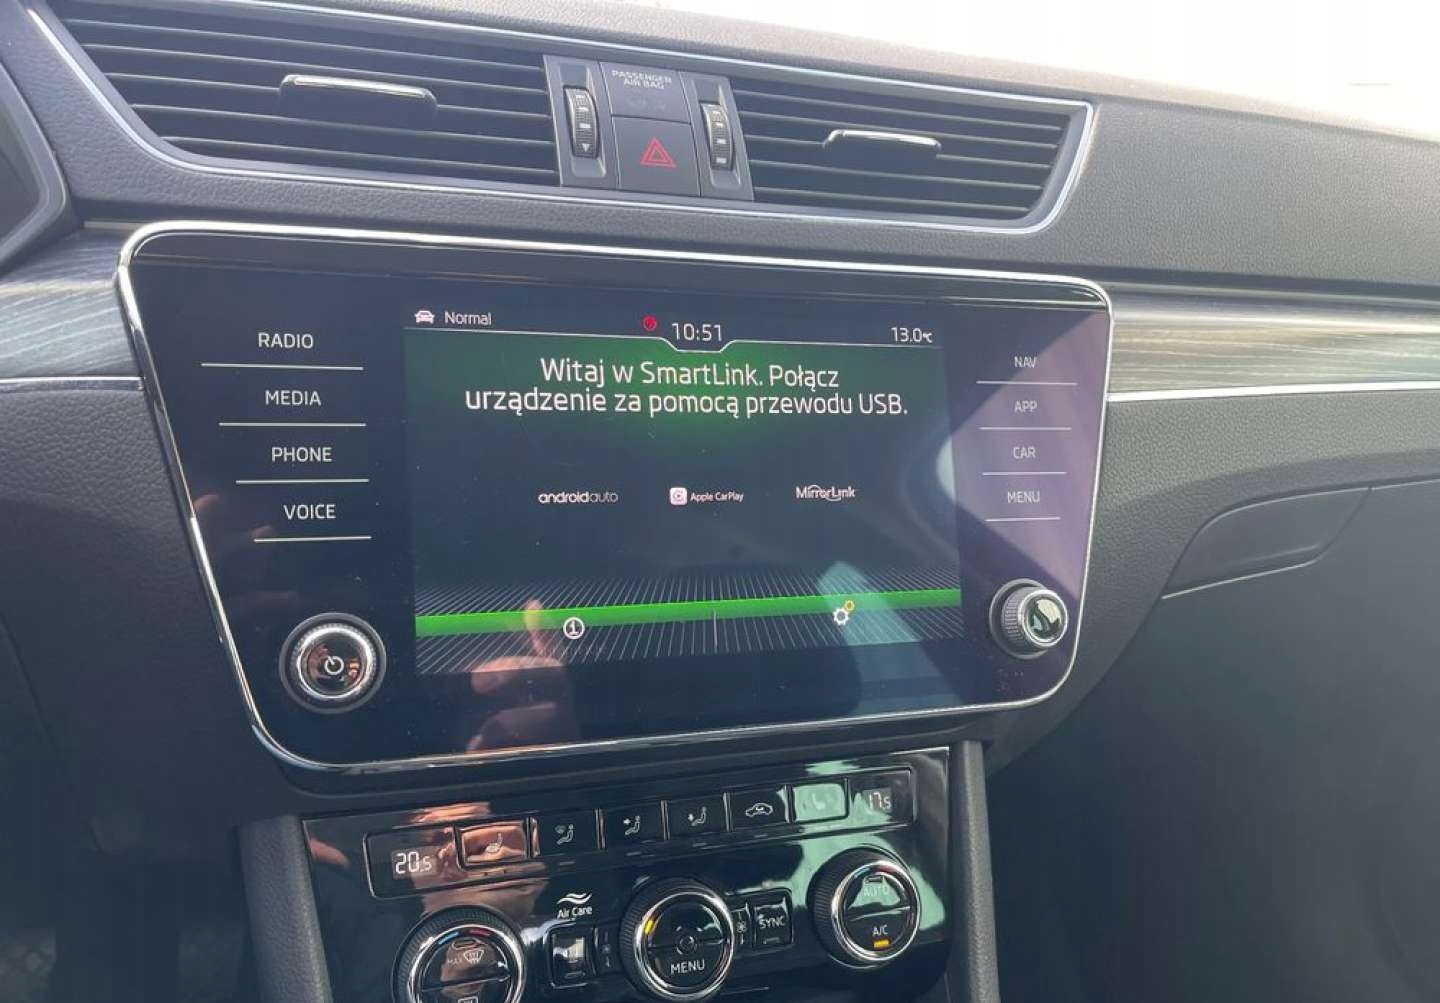 PASSENGER
AIR BAG
Normal
10:51
13.0°C
RADIO
MEDIA
PHONE
VOICE
Witaj w SmartLink. Połącz
urządzenie za pomocą przewodu USB.
androidauto
Apple CarPlay
MirrorLink
NAV
APP
CAR
MENU
20.5
17.5
Air Care
MAX
MENU
SYNC
AUTO
A/C